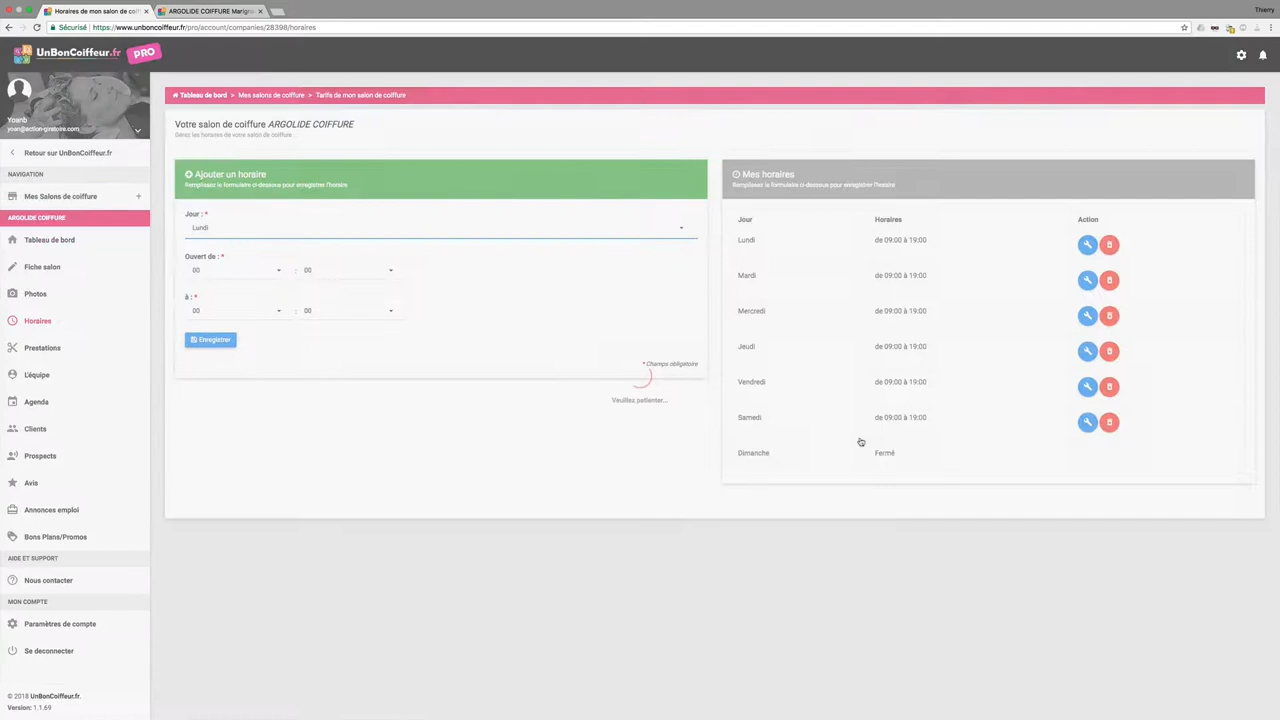 Horaires de mon salon de coif
ARGOLIDE COIFFURE Marigna
Thierry
Sécurisé https://www.unboncoiffeur.fr/pro/account/companies/28398/horaires
UnBonCoiffeur.fr PRO
Yoanb
yoan@action-giratoire.com
Retour sur UnBonCoiffeur.fr
NAVIGATION
Mes Salons de coiffure +
ARGOLIDE COIFFURE
Tableau de bord
Fiche salon
Photos
Horaires
Prestations
L'équipe
Agenda
Clients
Prospects
Avis
Annonces emploi
Bons Plans/Promos
AIDE ET SUPPORT
Nous contacter
MON COMPTE
Paramètres de compte
Se deconnecter
© 2018 UnBonCoiffeur.fr.
Version: 1.1.69
Tableau de bord > Mes salons de coiffure > Tarifs de mon salon de coiffure
Votre salon de coiffure ARGOLIDE COIFFURE
Gérez les horaires de votre salon de coiffure :
Ajouter un horaire
Remplissez le formulaire ci-dessous pour enregistrer l'horaire
Jour : *
Lundi
Ouvert de : *
00 : 00
à : *
00 : 00
Enregistrer
* Champs obligatoire
Veuillez patienter...
Mes horaires
Remplissez le formulaire ci-dessous pour enregistrer l'horaire
Jour Horaires Action
Lundi de 09:00 à 19:00
Mardi de 09:00 à 19:00
Mercredi de 09:00 à 19:00
Jeudi de 09:00 à 19:00
Vendredi de 09:00 à 19:00
Samedi de 09:00 à 19:00
Dimanche Fermé